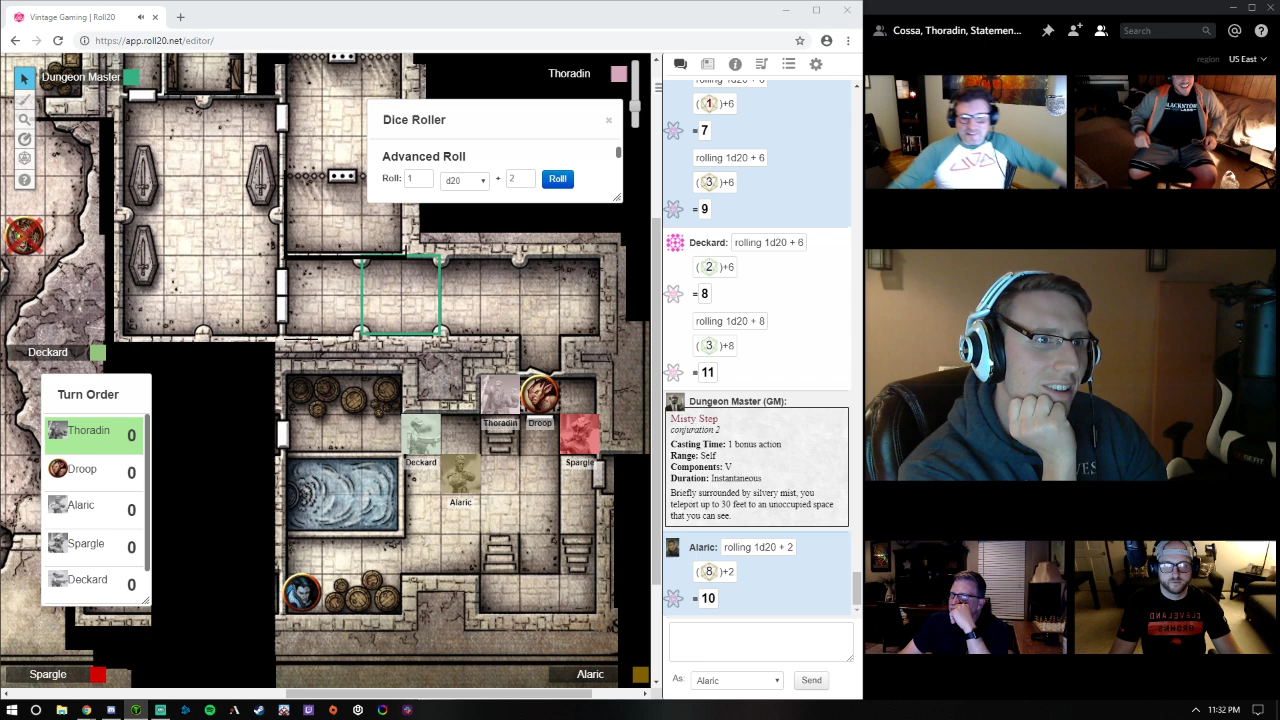 Vintage Gaming | Roll20
https://app.roll20.net/editor/
Dungeon Master
Thoradin
Dice Roller
Advanced Roll
Roll: 1 d20 + 2 Roll!
Deckard
Turn Order
Thoradin 0
Droop 0
Alaric 0
Spargle 0
Deckard 0
Thoradin
Droop
Deckard
Spargle
Alaric
Spargle
Alaric
rolling 1d20 + 6
(1)+6
= 7
rolling 1d20 + 6
(3)+6
= 9
Deckard: rolling 1d20 + 6
(2)+6
= 8
rolling 1d20 + 8
(3)+8
= 11
Dungeon Master (GM):
Misty Step
conjuration 2
Casting Time: 1 bonus action
Range: Self
Components: V
Duration: Instantaneous
Briefly surrounded by silvery mist, you
teleport up to 30 feet to an unoccupied space
that you can see.
Alaric: rolling 1d20 + 2
(8)+2
= 10
As: Alaric Send
Cossa, Thoradin, Statemen...
Search
region US East
CLEVELAND
BROWNS
11:32 PM